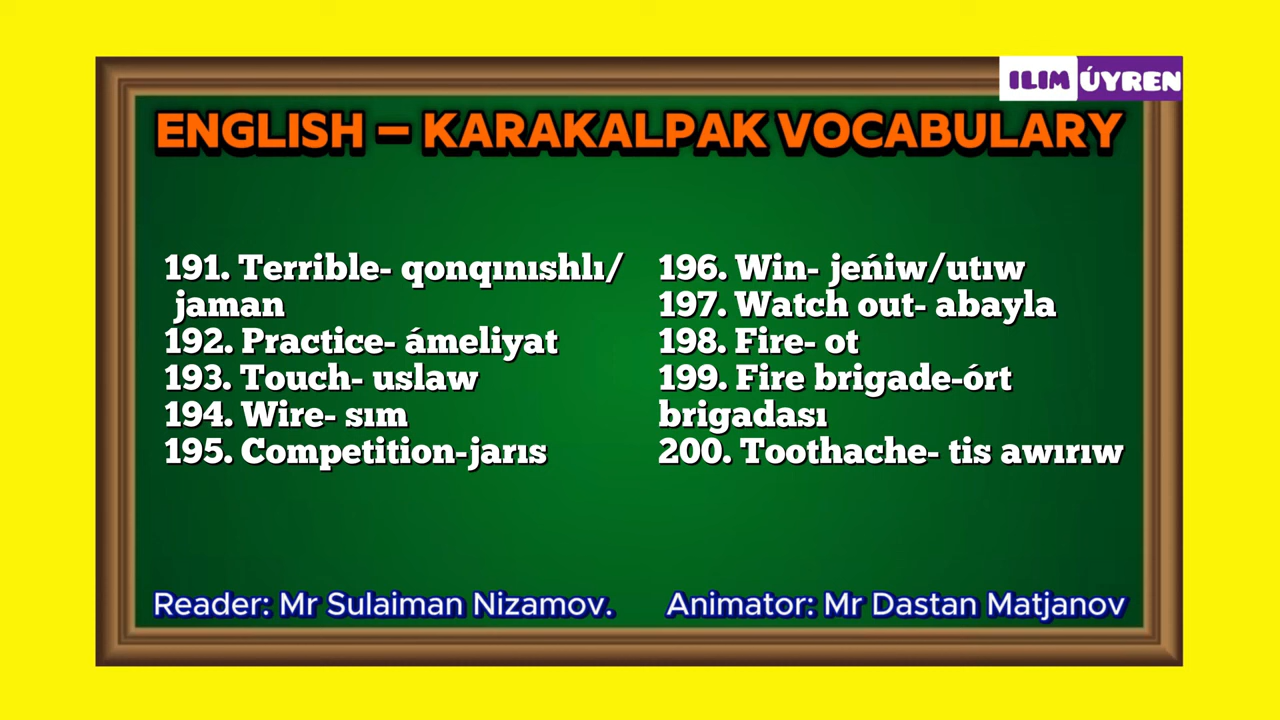 ILIM ÚYREN
ENGLISH – KARAKALPAK VOCABULARY
191. Terrible- qonqınıshlı/
jaman
192. Practice- ámeliyat
193. Touch- uslaw
194. Wire- sım
195. Competition-jarıs
196. Win- jeńiw/utıw
197. Watch out- abayla
198. Fire- ot
199. Fire brigade-órt
brigadası
200. Toothache- tis awırıw
Reader: Mr Sulaiman Nizamov.
Animator: Mr Dastan Matjanov